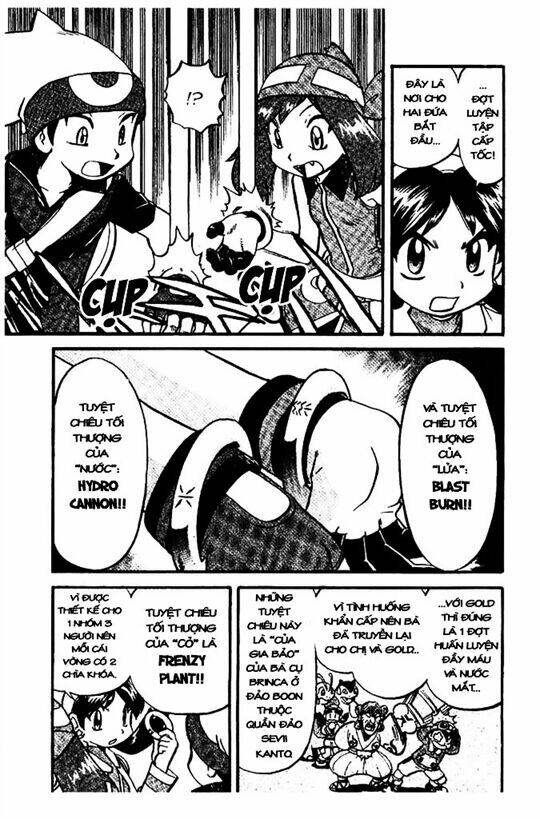 ...
ĐỢT
LUYỆN
TẬP
CẤP
TỐC!
ĐÂY LÀ
NƠI CHO
HAI ĐỨA
BẮT
ĐẦU...
!?
CỤP
CỤP
VÀ TUYỆT
CHIÊU TỐI
THƯỢNG
CỦA
"LỬA":
BLAST
BURN!!
TUYỆT
CHIÊU TỐI
THƯỢNG
CỦA
"NƯỚC":
HYDRO
CANNON!!
...VỚI GOLD
THÌ ĐÚNG
LÀ 1 ĐỢT
HUẤN LUYỆN
ĐẦY MÁU
VÀ NƯỚC
MẮT...
VÌ TÌNH HUỐNG
KHẨN CẤP NÊN BÀ
ĐÃ TRUYỀN LẠI
CHO CHỊ VÀ GOLD...
NHỮNG
TUYỆT
CHIÊU NÀY
LÀ "CỦA
GIA BẢO"
CỦA BÀ CỤ
BRINCA Ở
ĐẢO BOON
THUỘC
QUẦN ĐẢO
SEVII
KANTO.
TUYỆT CHIÊU
TỐI THƯỢNG
CỦA "CỎ" LÀ
FRENZY
PLANT!!
VÌ ĐƯỢC
THIẾT KẾ CHO
1 NHÓM 3
NGƯỜI NÊN
MỖI CÁI
VÒNG CÓ 2
CHÌA KHÓA.